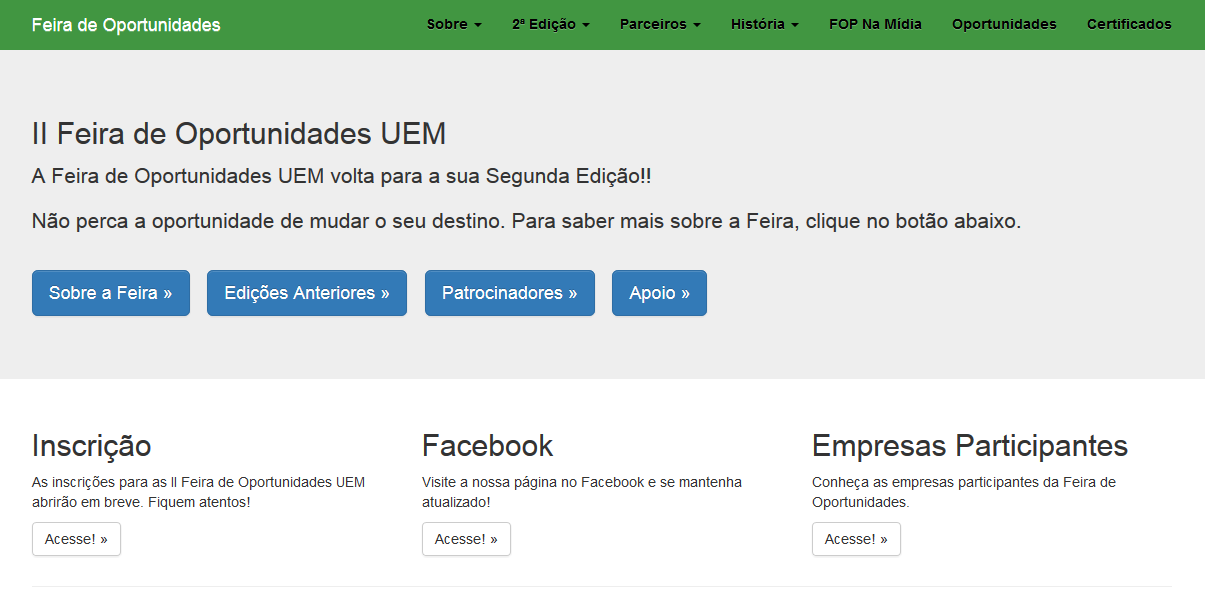 Feira de Oportunidades
Sobre
2ª Edição
Parceiros
História
FOP Na Mídia
Oportunidades
Certificados
II Feira de Oportunidades UEM
A Feira de Oportunidades UEM volta para a sua Segunda Edição!!
Não perca a oportunidade de mudar o seu destino. Para saber mais sobre a Feira, clique no botão abaixo.
Sobre a Feira »
Edições Anteriores »
Patrocinadores »
Apoio »
Inscrição
As inscrições para as II Feira de Oportunidades UEM
abrirão em breve. Fiquem atentos!
Acesse! »
Facebook
Visite a nossa página no Facebook e se mantenha
atualizado!
Acesse! »
Empresas Participantes
Conheça as empresas participantes da Feira de
Oportunidades.
Acesse! »